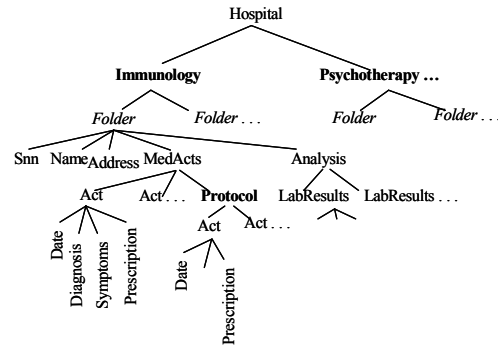 Hospital
Immunology Psychotherapy ...
Folder Folder . . . Folder Folder . . .
Snn Name Address MedActs Analysis
Act Act . . . Protocol LabResults LabResults . . .
Act Act . . .
Date
Diagnosis
Symptoms
Prescription
Date
Prescription